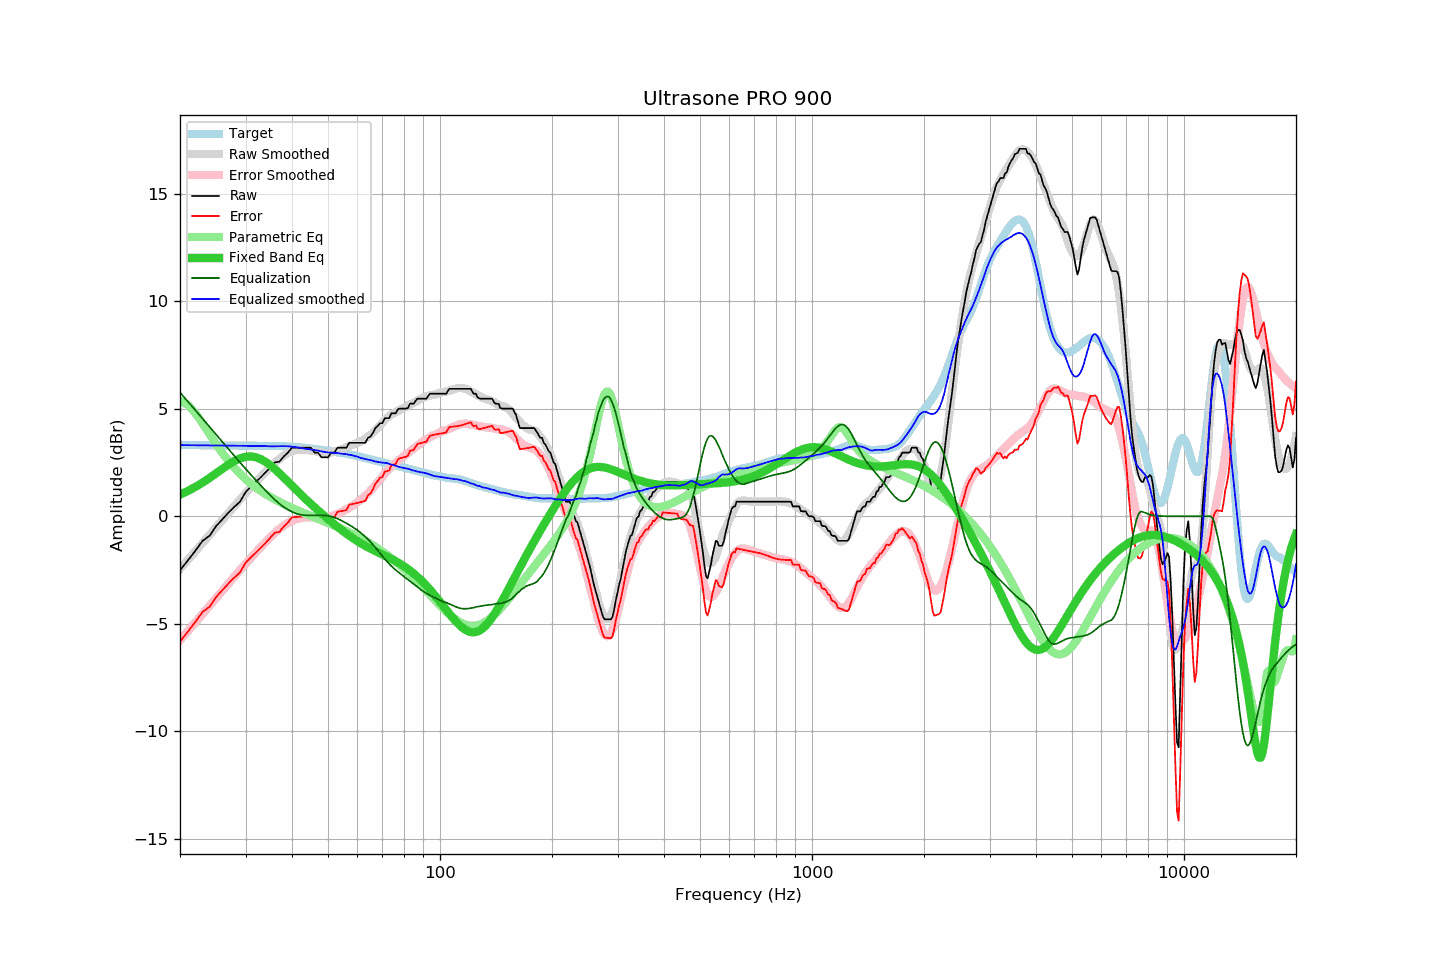 Ultrasone PRO 900
Target
Raw Smoothed
Error Smoothed
Raw
Error
Parametric Eq
Fixed Band Eq
Equalization
Equalized smoothed
15
10
5
0
−5
−10
−15
Amplitude (dBr)
100
1000
10000
Frequency (Hz)